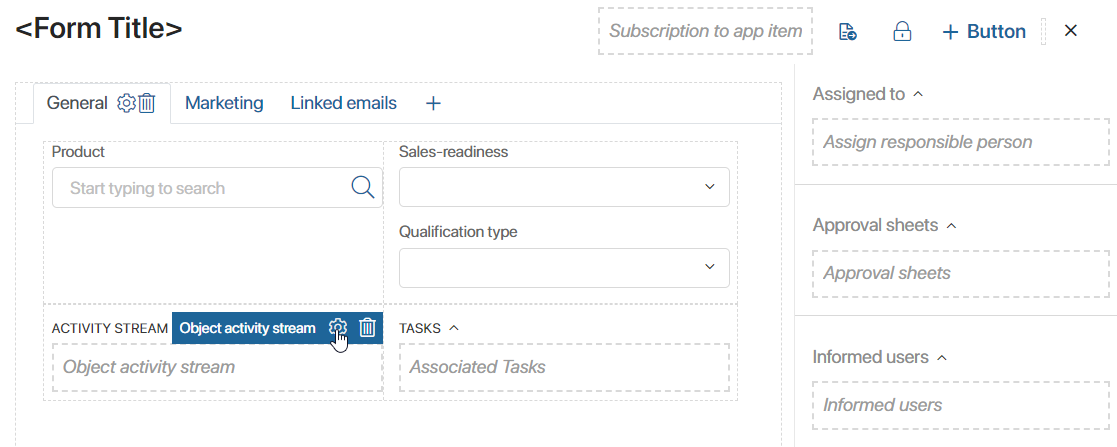 <Form Title>
Subscription to app item
+ Button
General
Marketing
Linked emails
Product
Start typing to search
Sales-readiness
Qualification type
ACTIVITY STREAM
Object activity stream
Object activity stream
TASKS
Associated Tasks
Assigned to
Assign responsible person
Approval sheets
Approval sheets
Informed users
Informed users